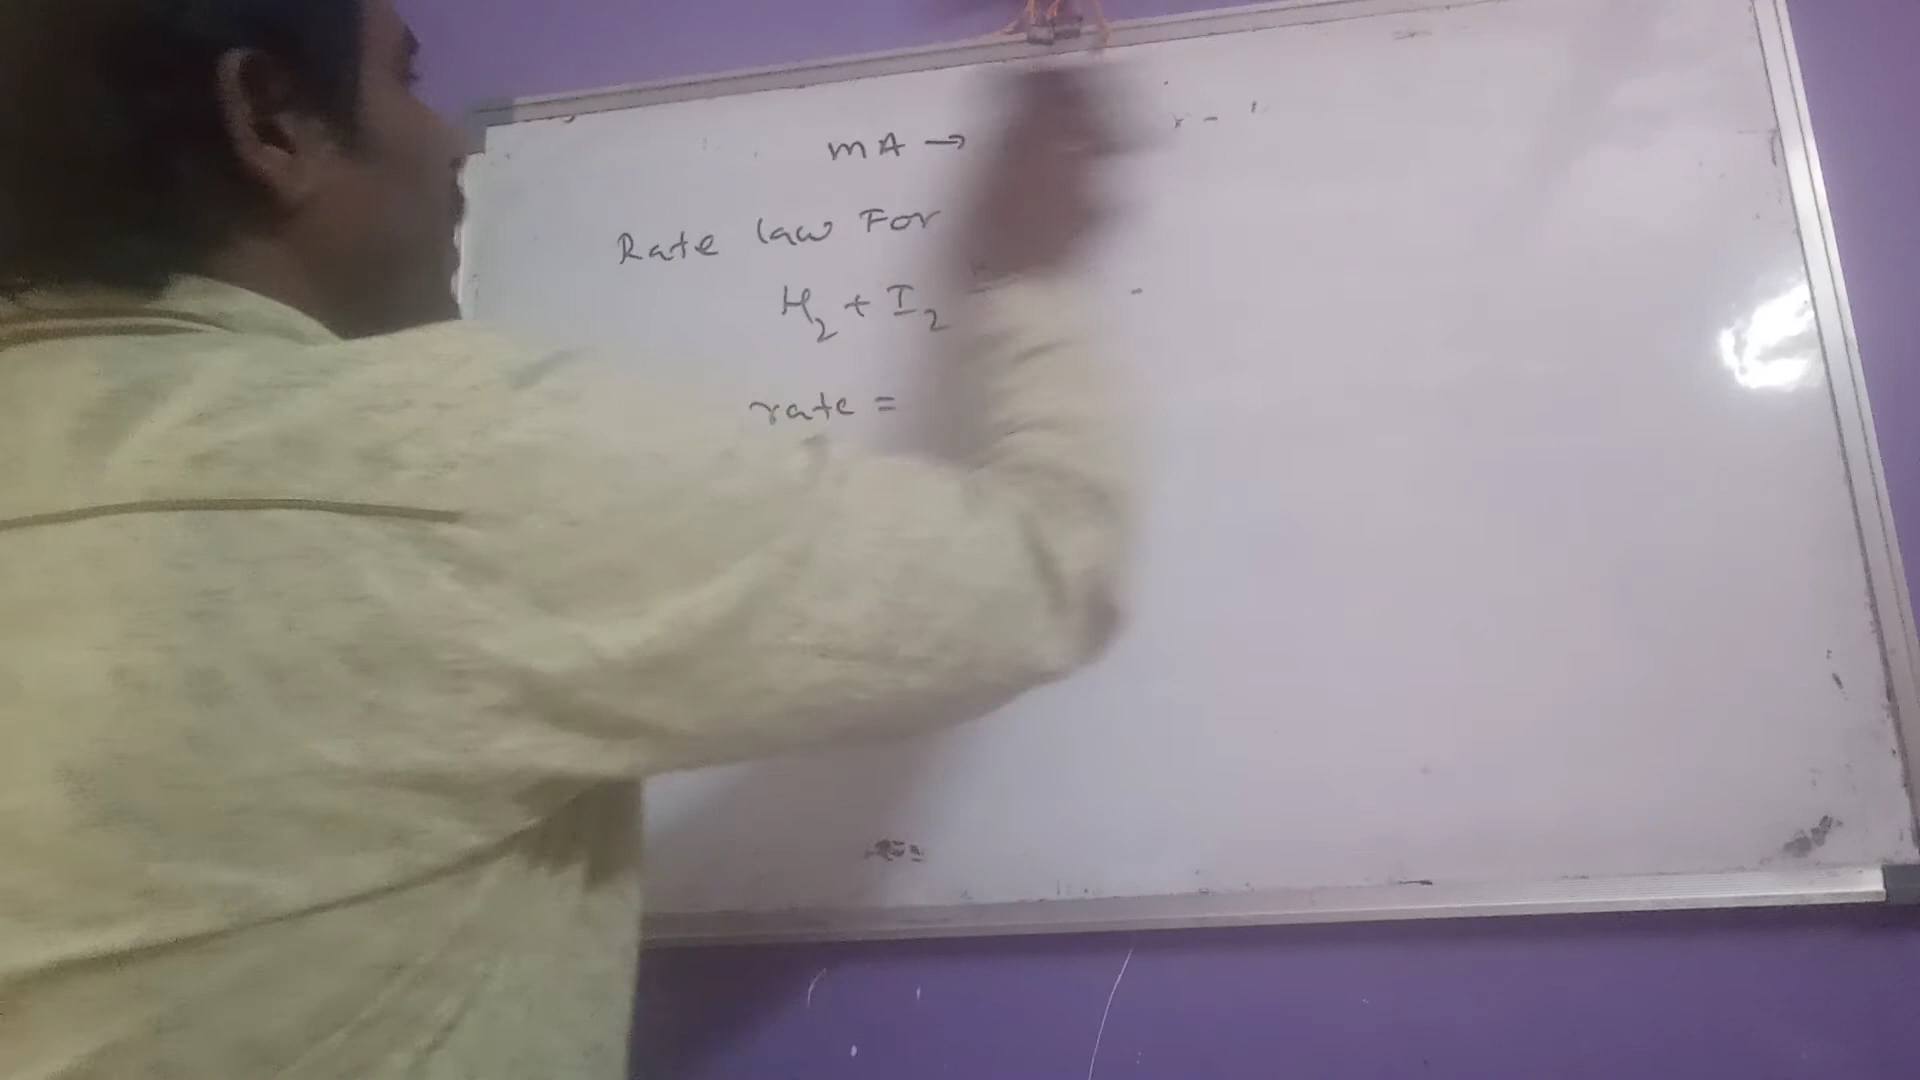 mA →
Rate law For
H₂ + I₂
rate =